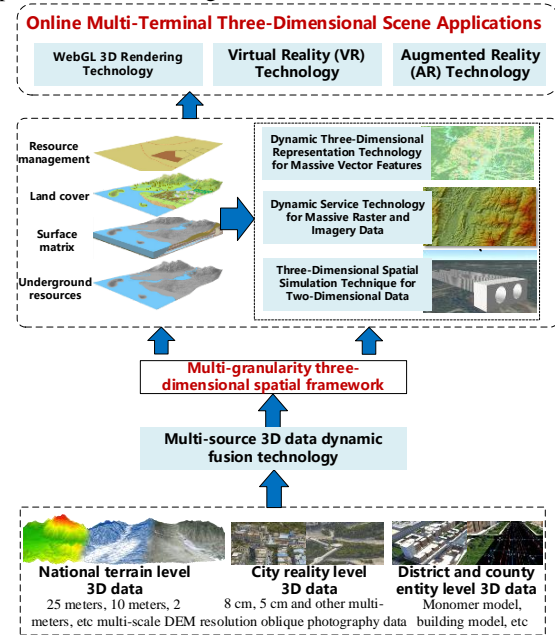 Online Multi-Terminal Three-Dimensional Scene Applications
WebGL 3D Rendering
Technology
Virtual Reality (VR)
Technology
Augmented Reality
(AR) Technology
Resource
management
Land cover
Surface
matrix
Underground
resources
Dynamic Three-Dimensional
Representation Technology
for Massive Vector Features
Dynamic Service Technology
for Massive Raster and
Imagery Data
Three-Dimensional Spatial
Simulation Technique for
Two-Dimensional Data
Multi-granularity three-
dimensional spatial framework
Multi-source 3D data dynamic
fusion technology
National terrain level
3D data
25 meters, 10 meters, 2
meters, etc multi-scale DEM
City reality level
3D data
8 cm, 5 cm and other multi-
resolution oblique photography data
District and county
entity level 3D data
Monomer model,
building model, etc